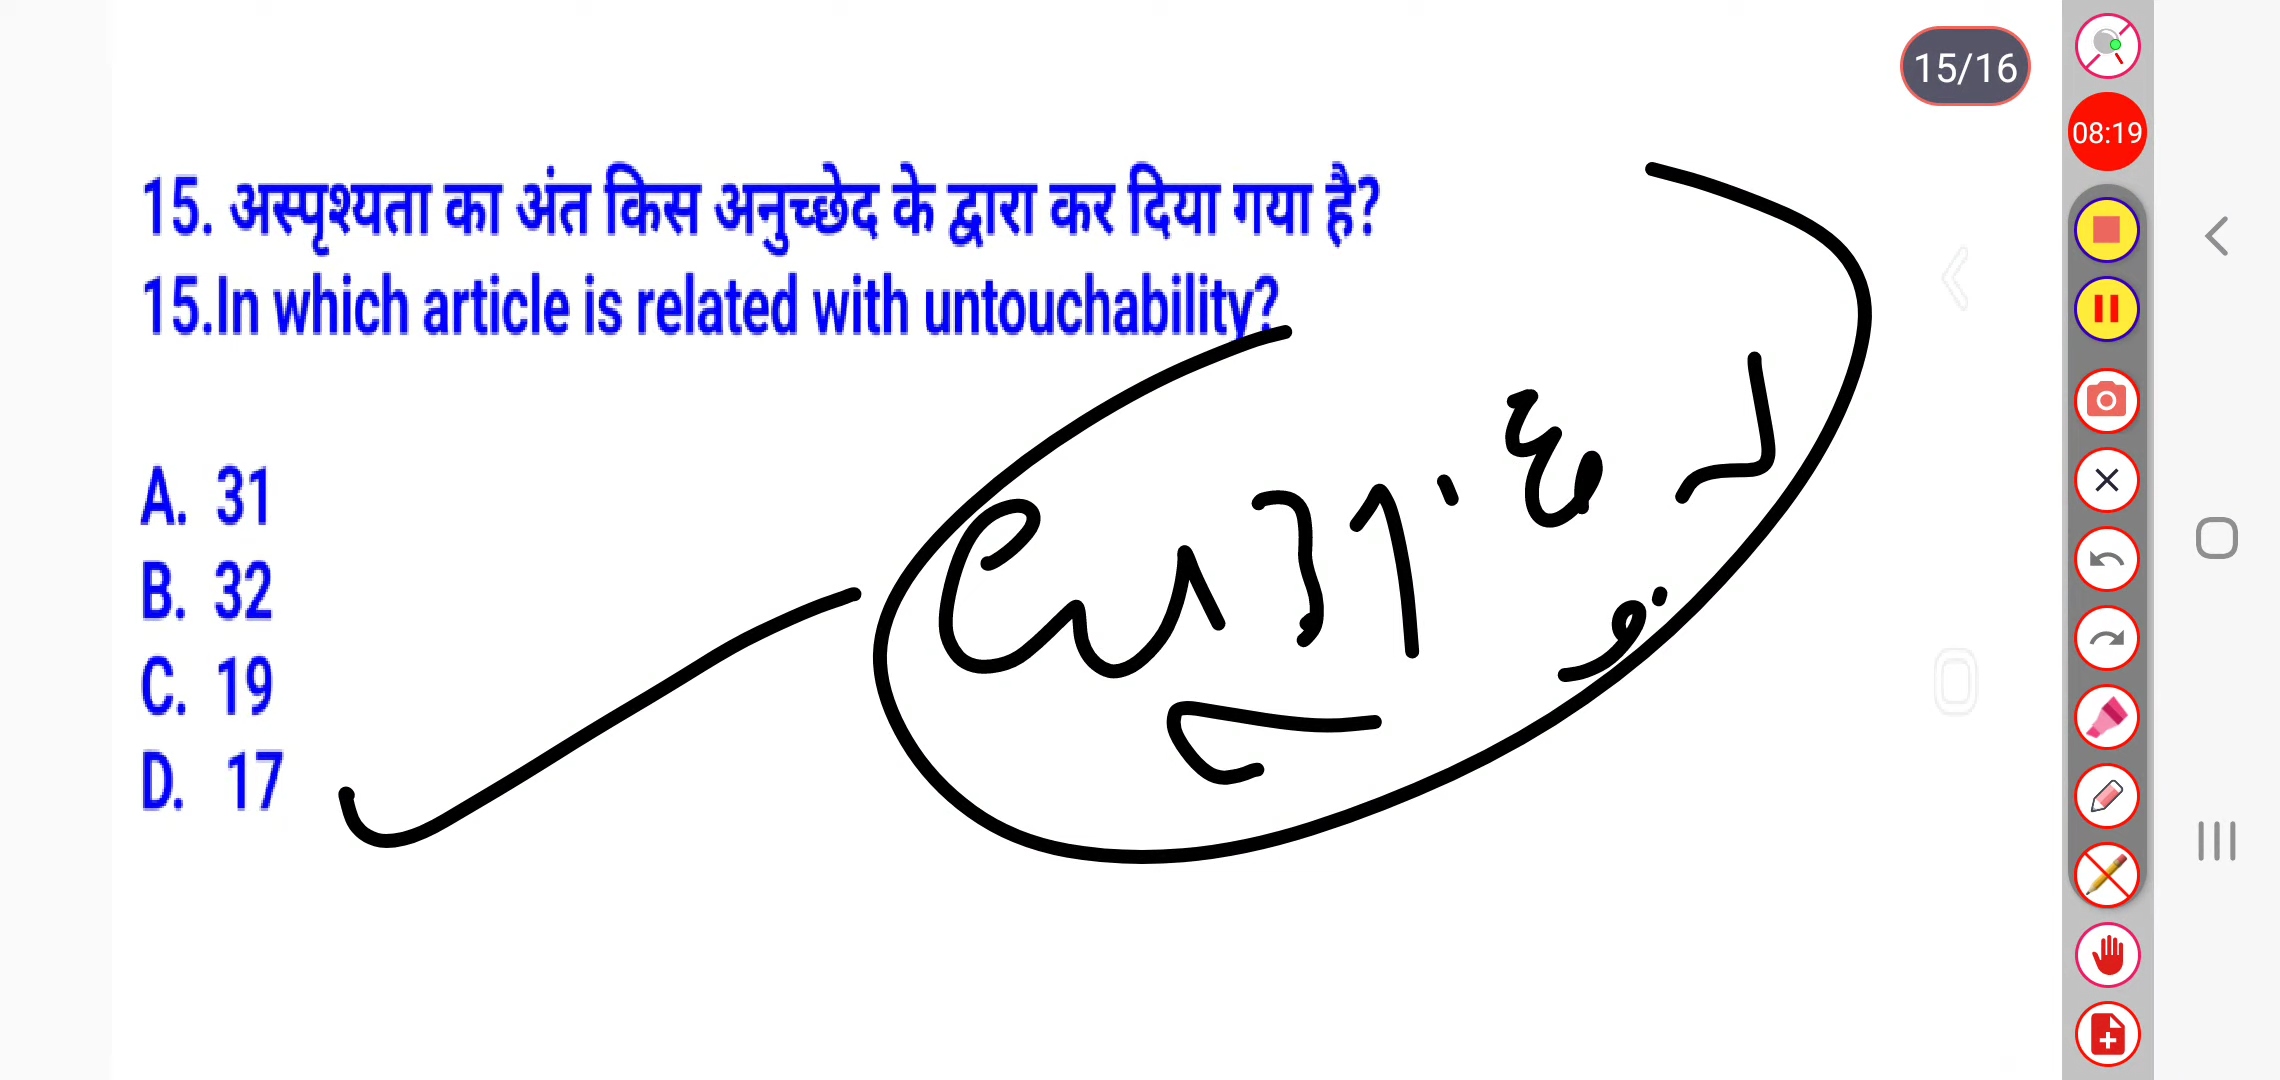 15/16
08:19
15. अस्पृश्यता का अंत किस अनुच्छेद के द्वारा कर दिया गया है?
15.In which article is related with untouchability?
A. 31
B. 32
C. 19
D. 17